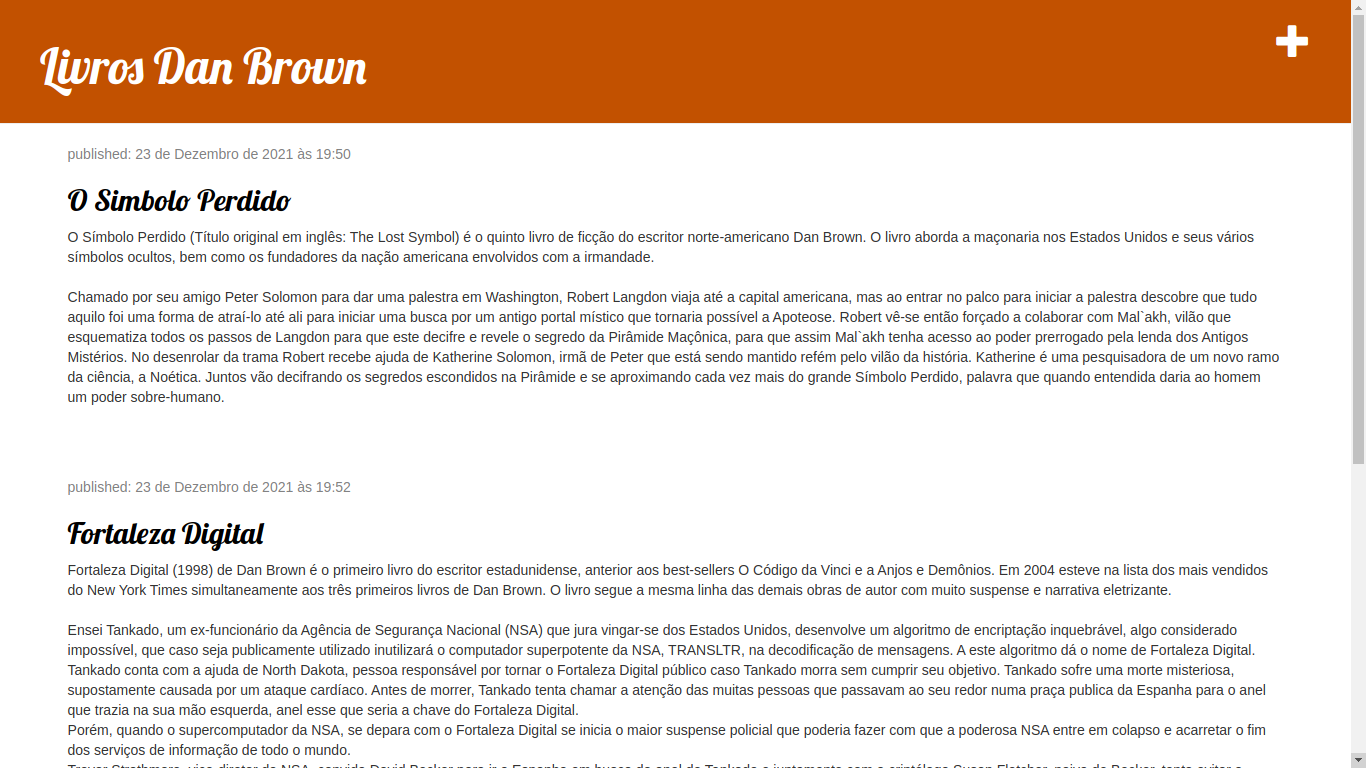 Livros Dan Brown
published: 23 de Dezembro de 2021 às 19:50
O Simbolo Perdido
O Símbolo Perdido (Título original em inglês: The Lost Symbol) é o quinto livro de ficção do escritor norte-americano Dan Brown. O livro aborda a maçonaria nos Estados Unidos e seus vários
símbolos ocultos, bem como os fundadores da nação americana envolvidos com a irmandade.
Chamado por seu amigo Peter Solomon para dar uma palestra em Washington, Robert Langdon viaja até a capital americana, mas ao entrar no palco para iniciar a palestra descobre que tudo
aquilo foi uma forma de atraí-lo até ali para iniciar uma busca por um antigo portal místico que tornaria possível a Apoteose. Robert vê-se então forçado a colaborar com Mal`akh, vilão que
esquematiza todos os passos de Langdon para que este decifre e revele o segredo da Pirâmide Maçônica, para que assim Mal`akh tenha acesso ao poder prerrogado pela lenda dos Antigos
Mistérios. No desenrolar da trama Robert recebe ajuda de Katherine Solomon, irmã de Peter que está sendo mantido refém pelo vilão da história. Katherine é uma pesquisadora de um novo ramo
da ciência, a Noética. Juntos vão decifrando os segredos escondidos na Pirâmide e se aproximando cada vez mais do grande Símbolo Perdido, palavra que quando entendida daria ao homem
um poder sobre-humano.
published: 23 de Dezembro de 2021 às 19:52
Fortaleza Digital
Fortaleza Digital (1998) de Dan Brown é o primeiro livro do escritor estadunidense, anterior aos best-sellers O Código da Vinci e a Anjos e Demônios. Em 2004 esteve na lista dos mais vendidos
do New York Times simultaneamente aos três primeiros livros de Dan Brown. O livro segue a mesma linha das demais obras de autor com muito suspense e narrativa eletrizante.
Ensei Tankado, um ex-funcionário da Agência de Segurança Nacional (NSA) que jura vingar-se dos Estados Unidos, desenvolve um algoritmo de encriptação inquebrável, algo considerado
impossível, que caso seja publicamente utilizado inutilizará o computador superpotente da NSA, TRANSLTR, na decodificação de mensagens. A este algoritmo dá o nome de Fortaleza Digital.
Tankado conta com a ajuda de North Dakota, pessoa responsável por tornar o Fortaleza Digital público caso Tankado morra sem cumprir seu objetivo. Tankado sofre uma morte misteriosa,
supostamente causada por um ataque cardíaco. Antes de morrer, Tankado tenta chamar a atenção das muitas pessoas que passavam ao seu redor numa praça publica da Espanha para o anel
que trazia na sua mão esquerda, anel esse que seria a chave do Fortaleza Digital.
Porém, quando o supercomputador da NSA, se depara com o Fortaleza Digital se inicia o maior suspense policial que poderia fazer com que a poderosa NSA entre em colapso e acarretar o fim
dos serviços de informação de todo o mundo.